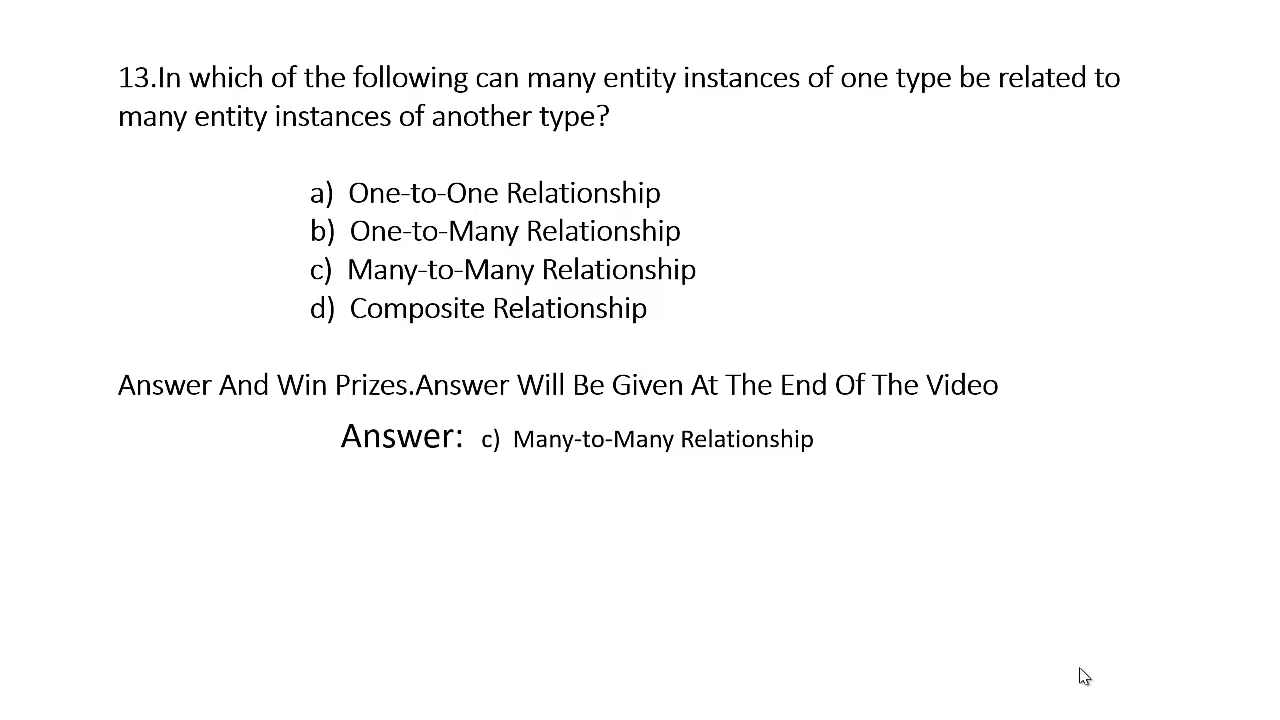 13.In which of the following can many entity instances of one type be related to
many entity instances of another type?
a) One-to-One Relationship
b) One-to-Many Relationship
c) Many-to-Many Relationship
d) Composite Relationship
Answer And Win Prizes.Answer Will Be Given At The End Of The Video
Answer: c) Many-to-Many Relationship